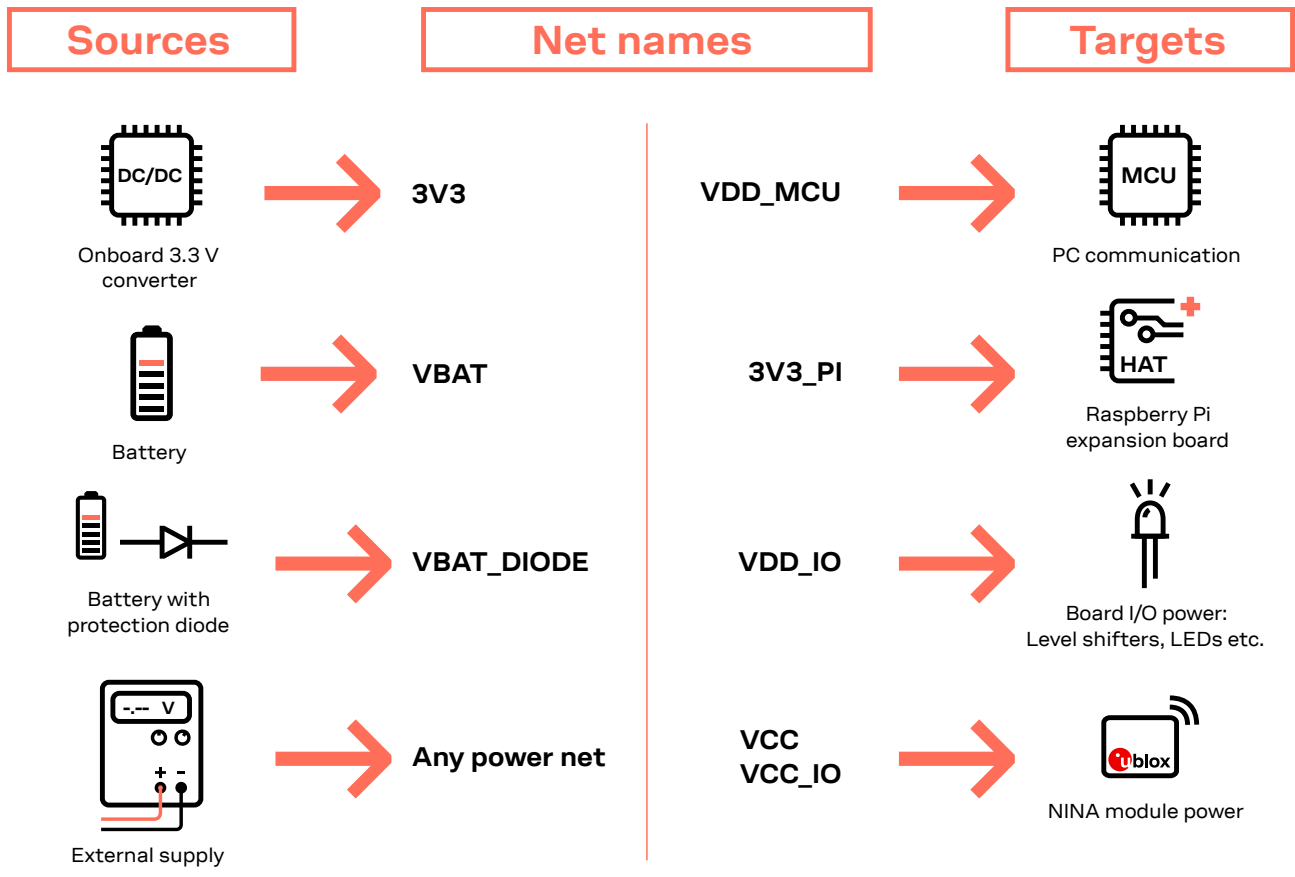 Sources
Net names
Targets
DC/DC
Onboard 3.3 V
converter
3V3
VDD_MCU
MCU
PC communication
Battery
VBAT
3V3_PI
HAT
Raspberry Pi
expansion board
Battery with
protection diode
VBAT_DIODE
VDD_IO
Board I/O power:
Level shifters, LEDs etc.
-.-- V
+ -
External supply
Any power net
VCC
VCC_IO
ublox
NINA module power